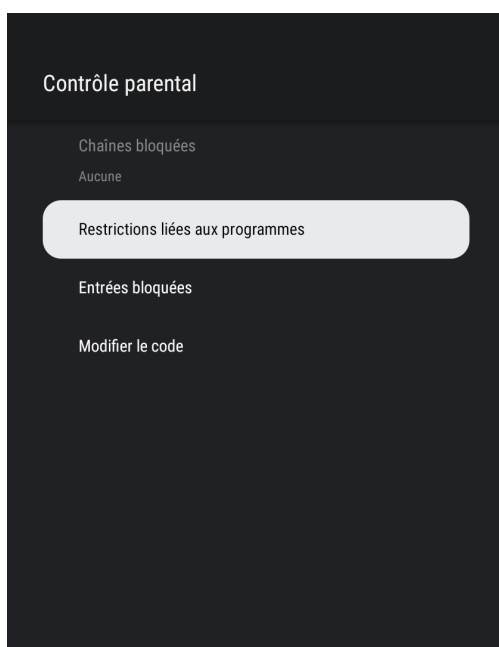 Contrôle parental
Chaînes bloquées
Aucune
Restrictions liées aux programmes
Entrées bloquées
Modifier le code